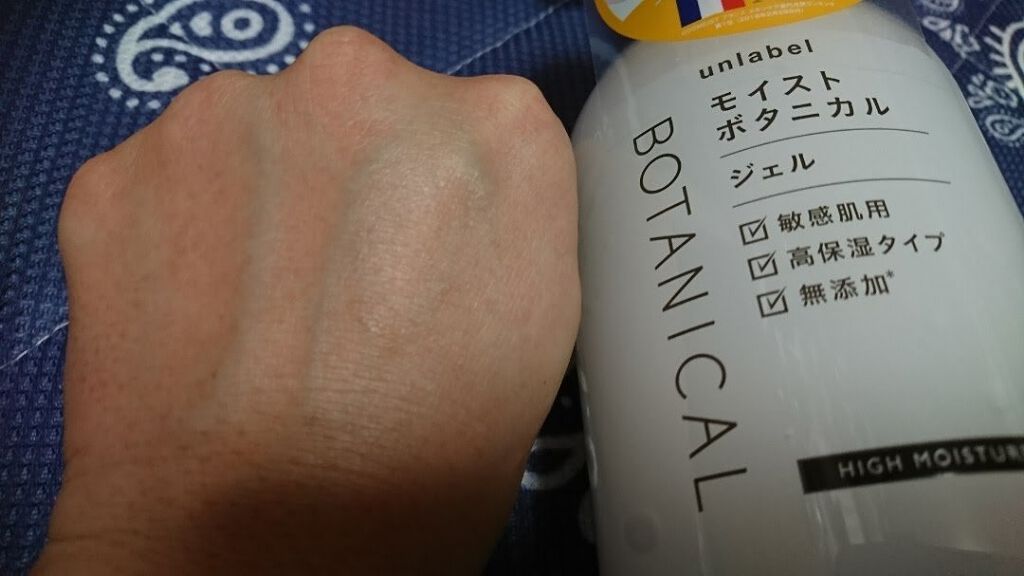 unlabel
モイスト
ボタニカル
ジェル
敏感肌用
高保湿タイプ
無添加*
BOTANICAL
HIGH MOISTURE